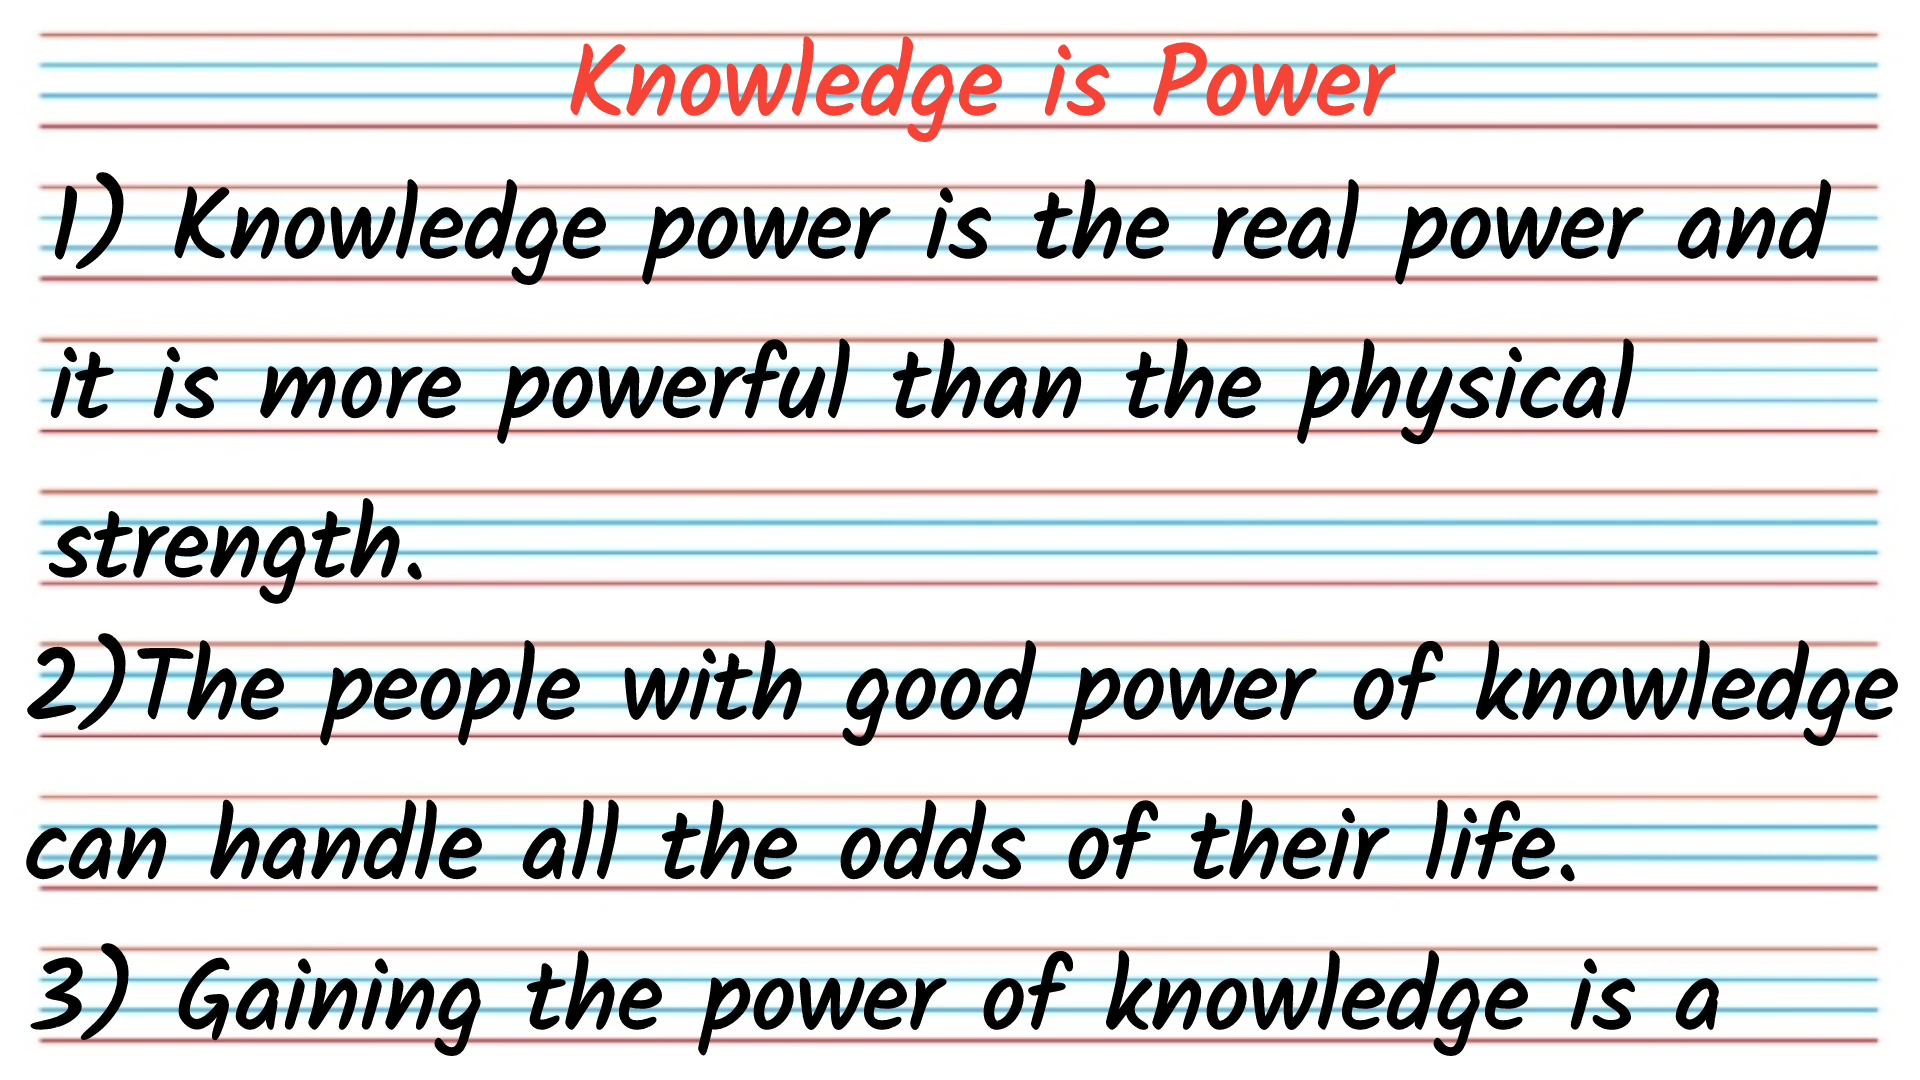 Knowledge is Power
1) Knowledge power is the real power and
it is more powerful than the physical
strength.
2)The people with good power of knowledge
can handle all the odds of their life.
3) Gaining the power of knowledge is a